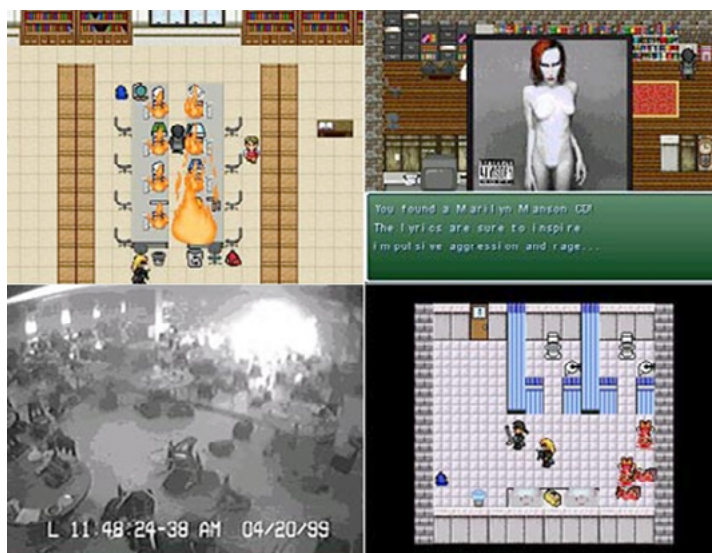 You found a Marilyn Manson CD!
The lyrics are sure to inspire
impulsive aggression and rage...
L 11:48:24-38 AM 04/20/99